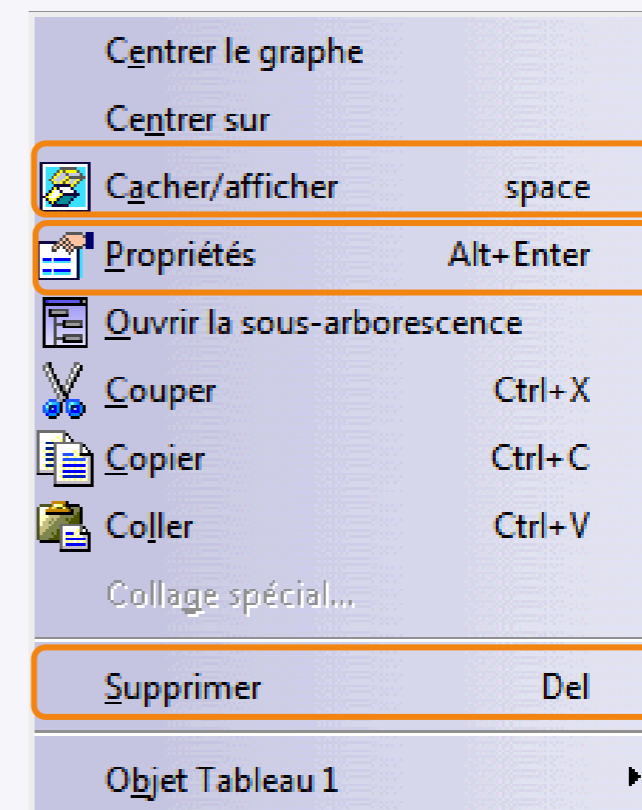 Centrer le graphe
Centrer sur
Cacher/afficher space
Propriétés Alt+Enter
Ouvrir la sous-arborescence
Couper Ctrl+X
Copier Ctrl+C
Coller Ctrl+V
Collage spécial...
Supprimer Del
Objet Tableau 1